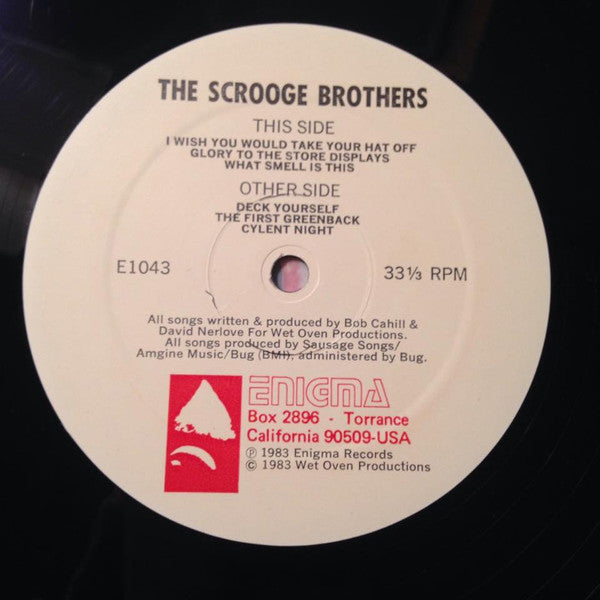 THE SCROOGE BROTHERS
THIS SIDE
I WISH YOU WOULD TAKE YOUR HAT OFF
GLORY TO THE STORE DISPLAYS
WHAT SMELL IS THIS
OTHER SIDE
DECK YOURSELF
THE FIRST GREENBACK
CYLENT NIGHT
E1043
33⅓ RPM
All songs written & produced by Bob Cahill &
David Nerlove For Wet Oven Productions.
All songs produced by Sausage Songs/
Amgine Music/Bug (BMI), administered by Bug.
ENIGMA
Box 2896 - Torrance
California 90509-USA
℗ 1983 Enigma Records
© 1983 Wet Oven Productions